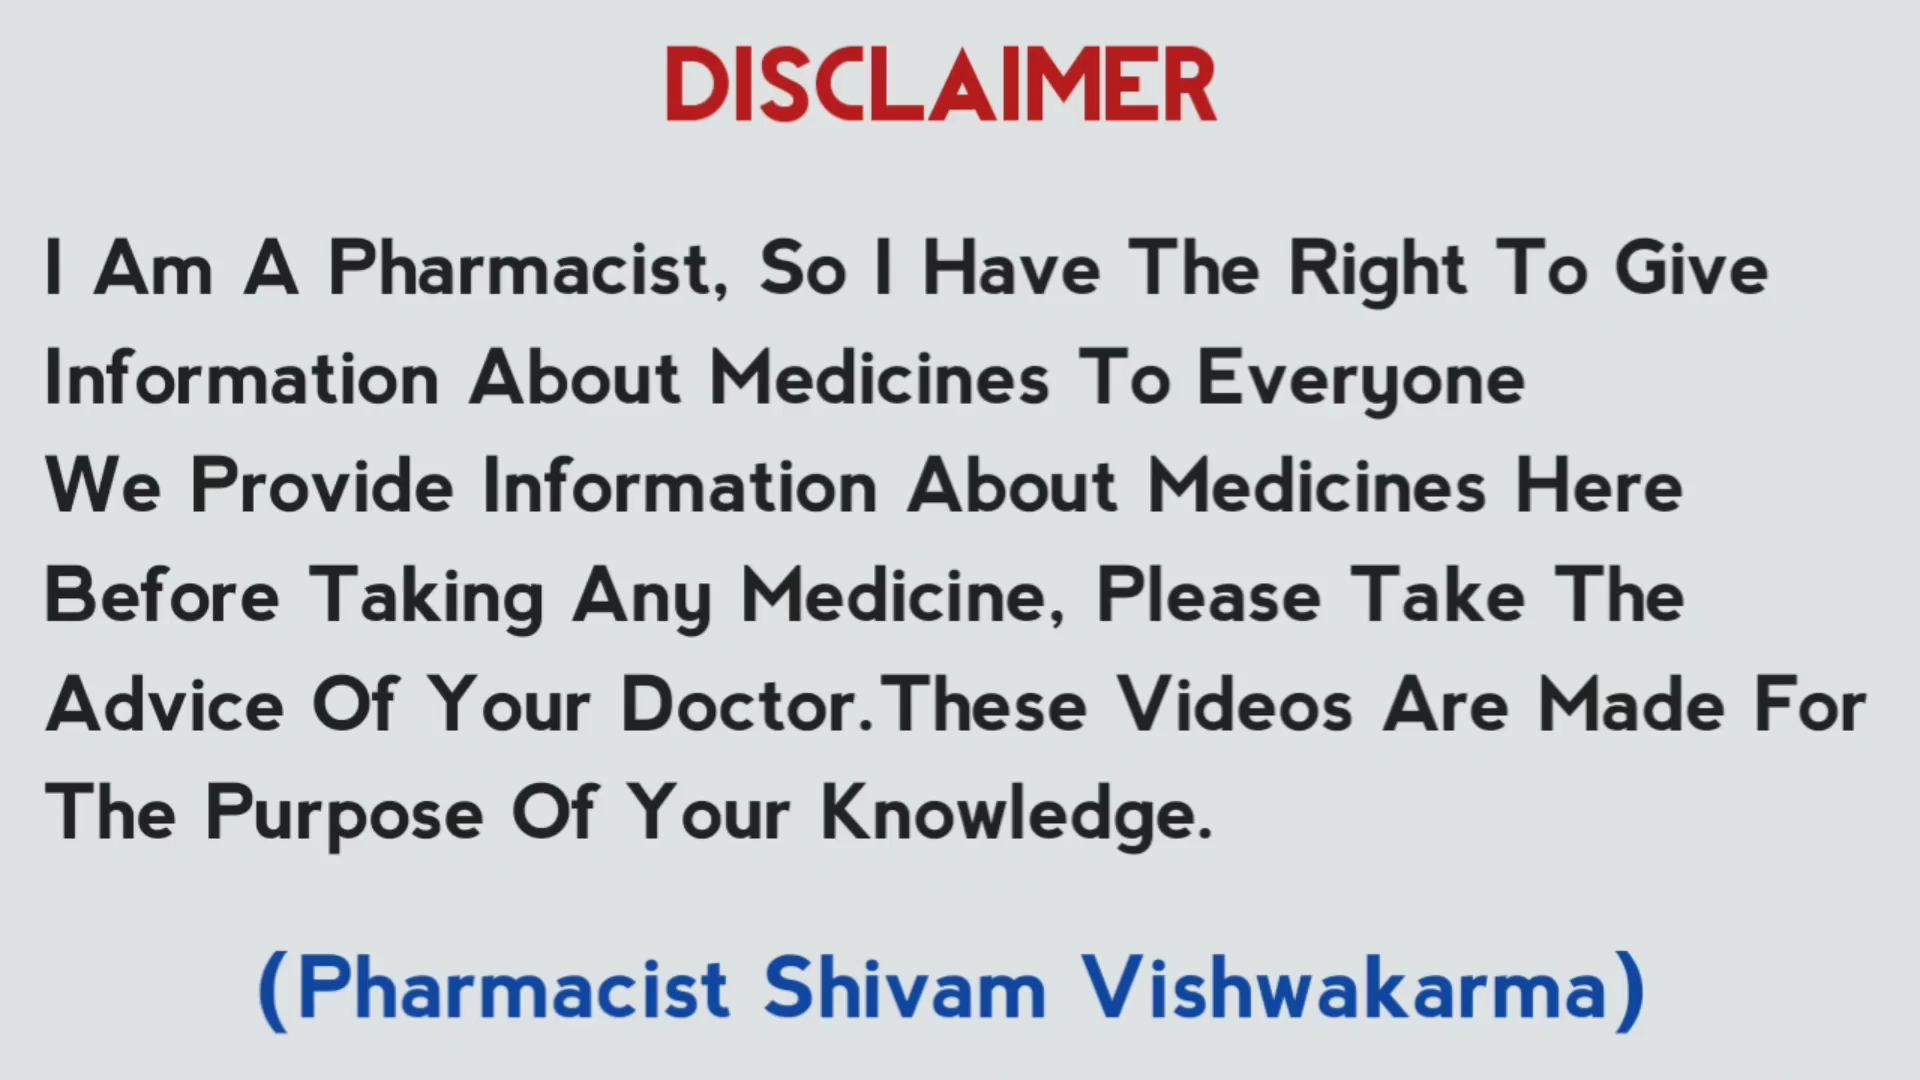 DISCLAIMER
I Am A Pharmacist, So I Have The Right To Give
Information About Medicines To Everyone
We Provide Information About Medicines Here
Before Taking Any Medicine, Please Take The
Advice Of Your Doctor.These Videos Are Made For
The Purpose Of Your Knowledge.
(Pharmacist Shivam Vishwakarma)